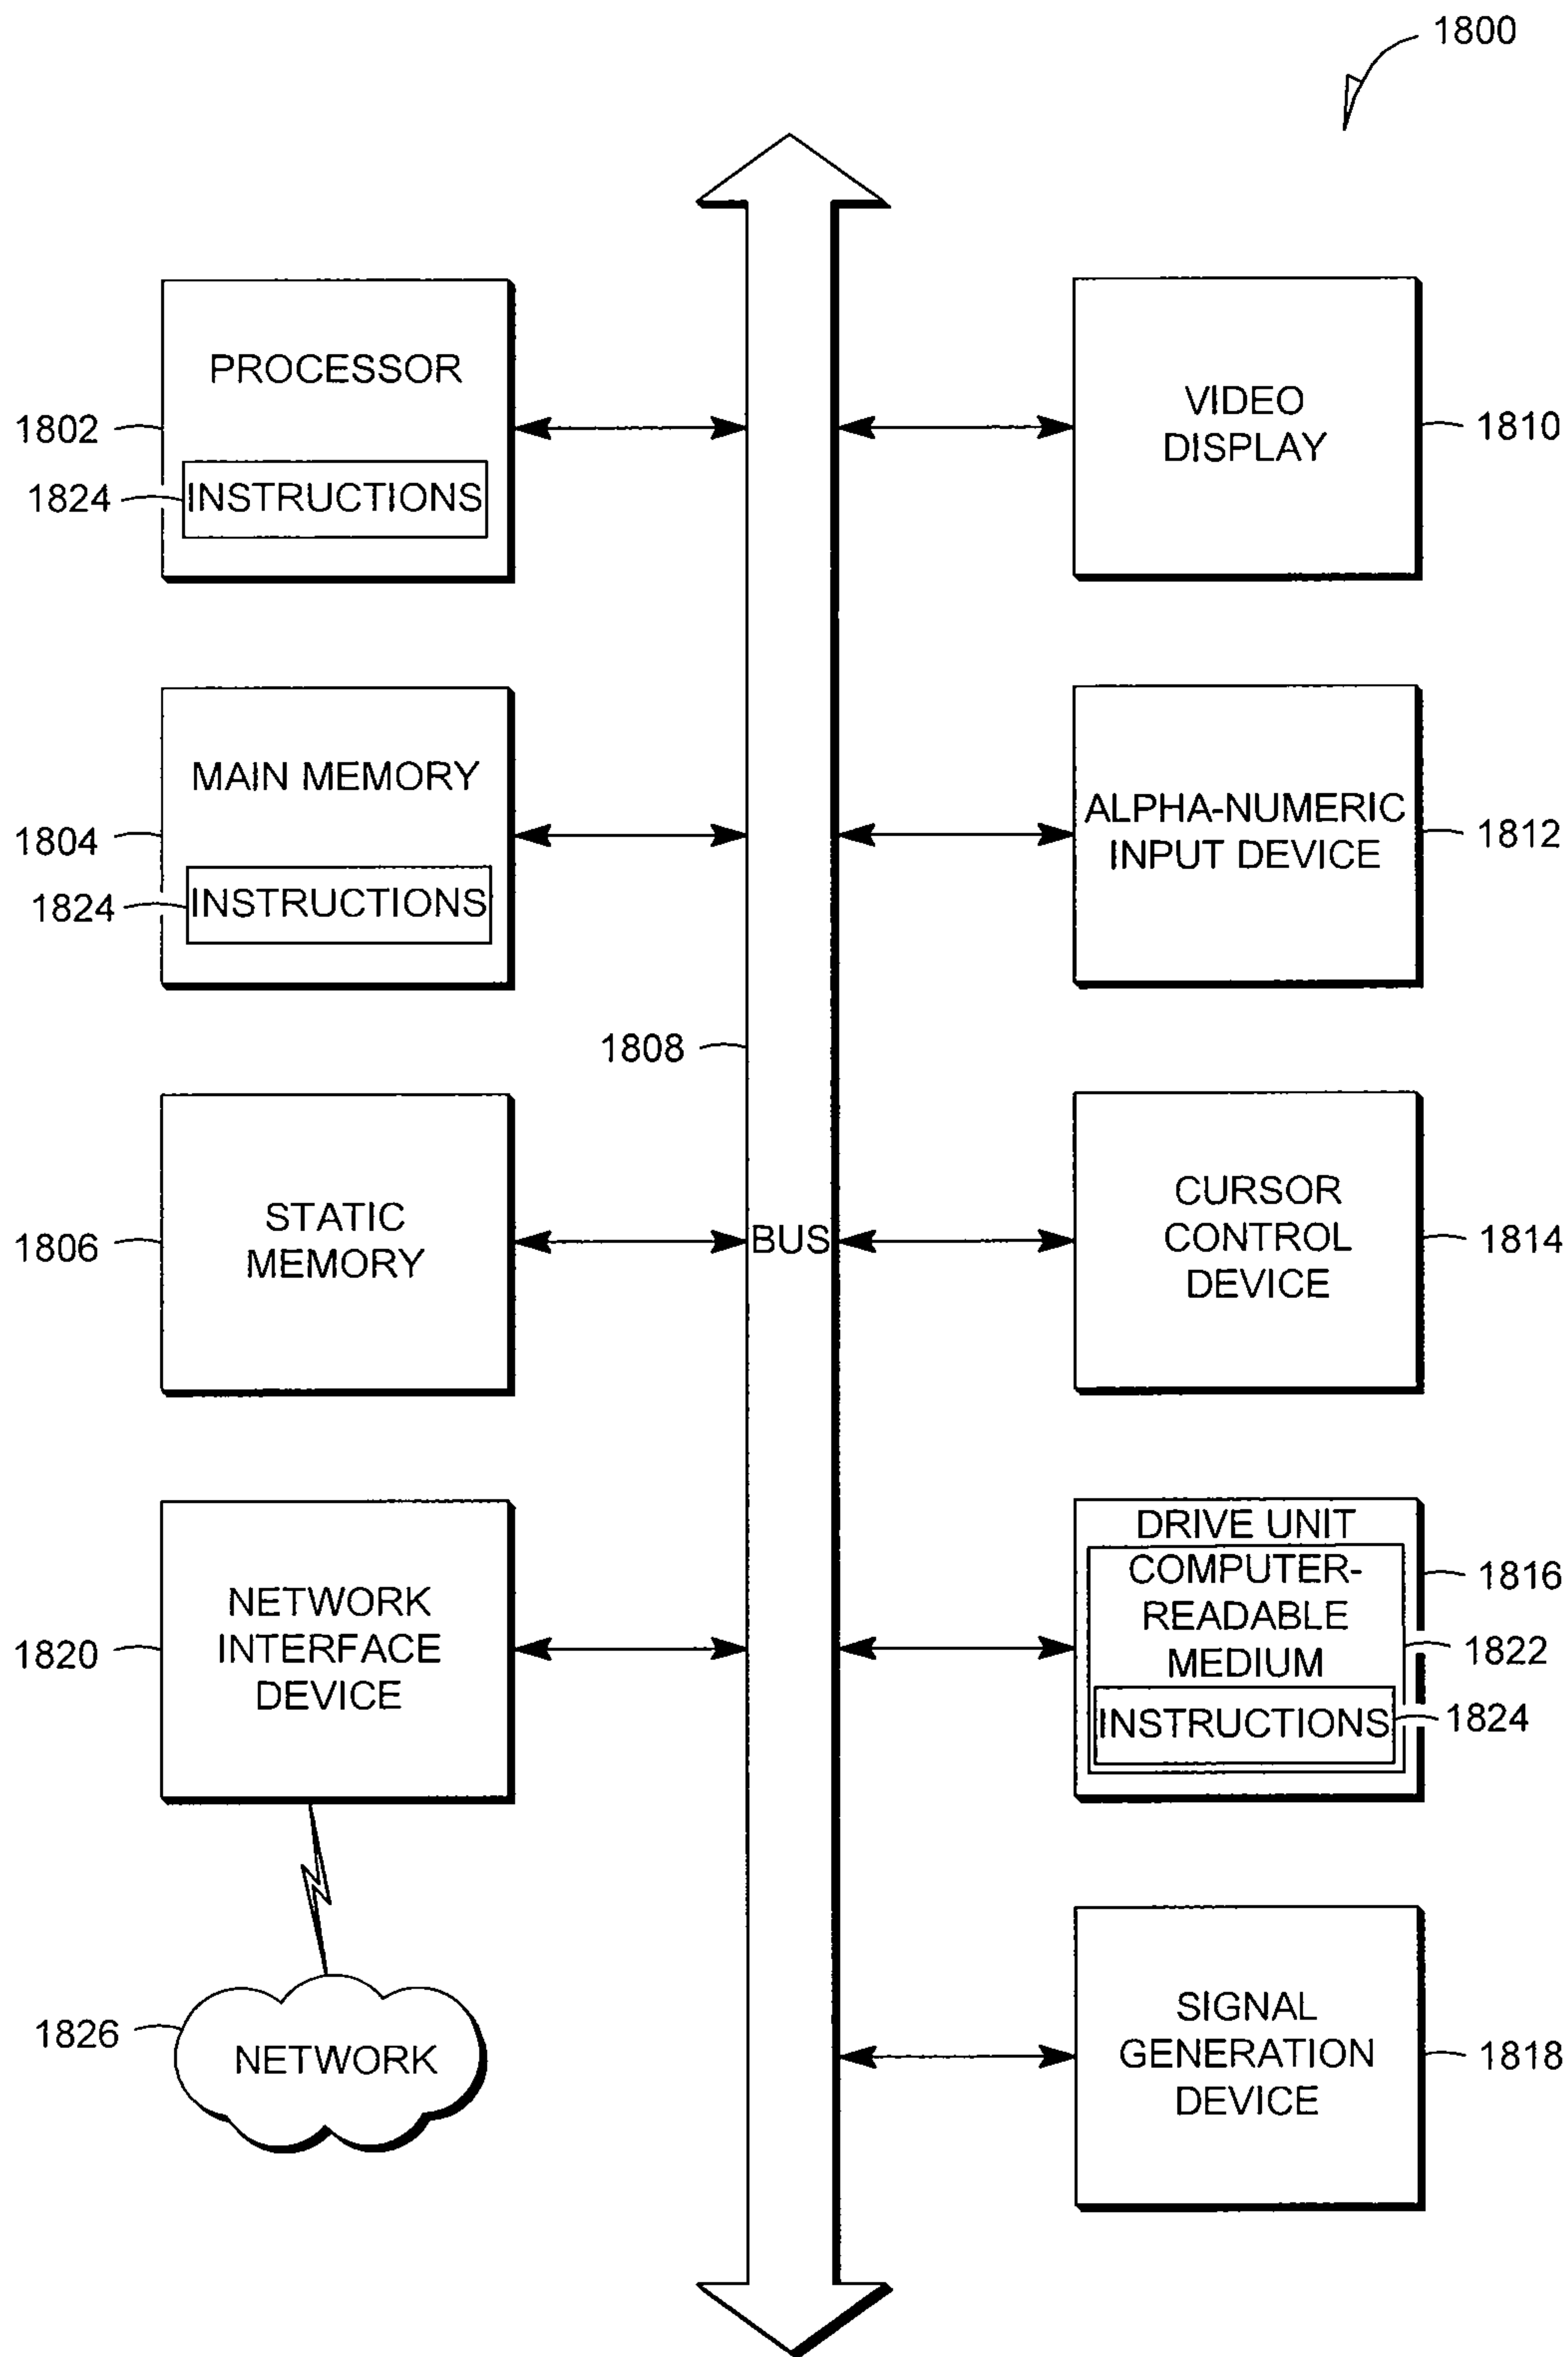 1800
PROCESSOR
1802
1824
INSTRUCTIONS
VIDEO
DISPLAY
1810
MAIN MEMORY
1804
1824
INSTRUCTIONS
ALPHA-NUMERIC
INPUT DEVICE
1812
1808
STATIC
MEMORY
1806
BUS
CURSOR
CONTROL
DEVICE
1814
NETWORK
INTERFACE
DEVICE
1820
DRIVE UNIT
COMPUTER-
READABLE
MEDIUM
1816
1822
INSTRUCTIONS
1824
1826
NETWORK
SIGNAL
GENERATION
DEVICE
1818